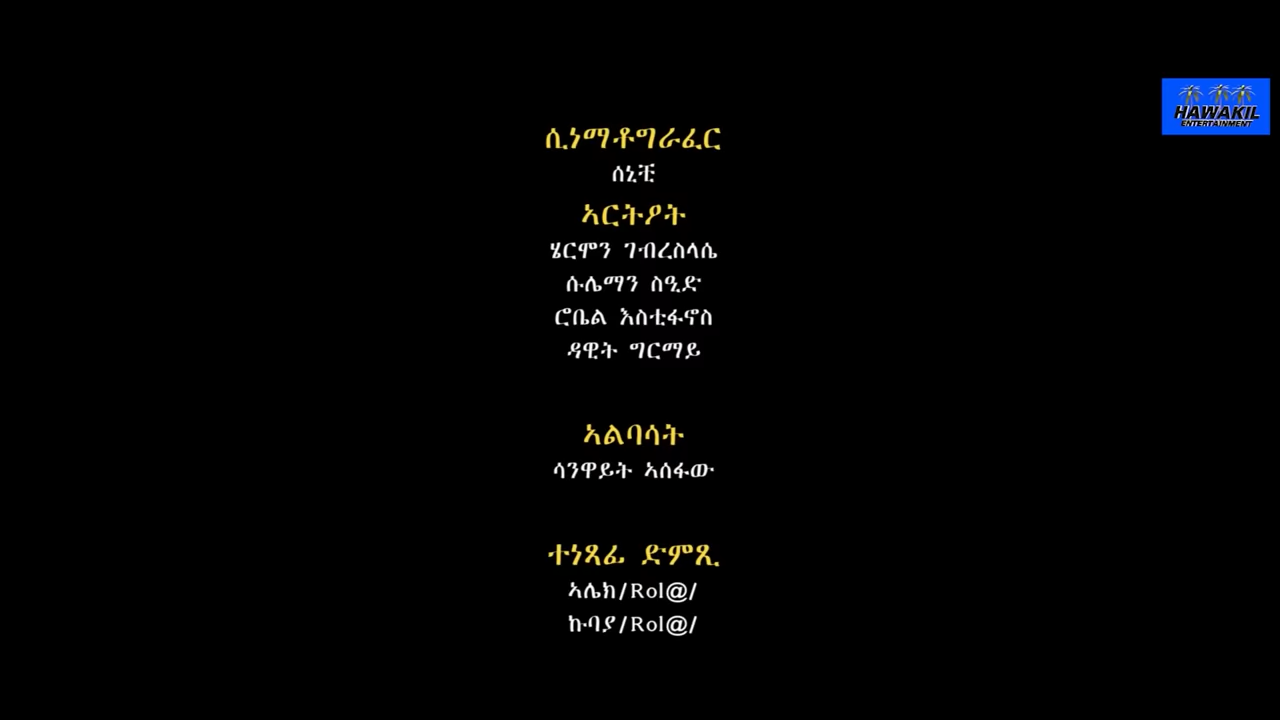 HAWAKIL
ENTERTAINMENT
ሲነማቶግራፈር
ሰኒቺ
ኣርትዖት
ሄርሞን ገብረስላሴ
ሱሌማን ስዒድ
ሮቤል እስቲፋኖስ
ዳዊት ግርማይ
ኣልባሳት
ሳንዋይት ኣሰፋው
ተነጻፊ ድምጺ
ኣሌክ/Rol@/
ኩባያ/Rol@/